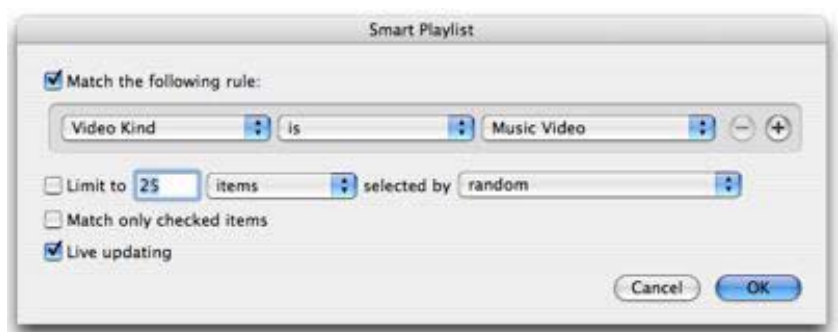 Smart Playlist
Match the following rule:
Video Kind is Music Video
Limit to 25 items selected by random
Match only checked items
Live updating
Cancel OK